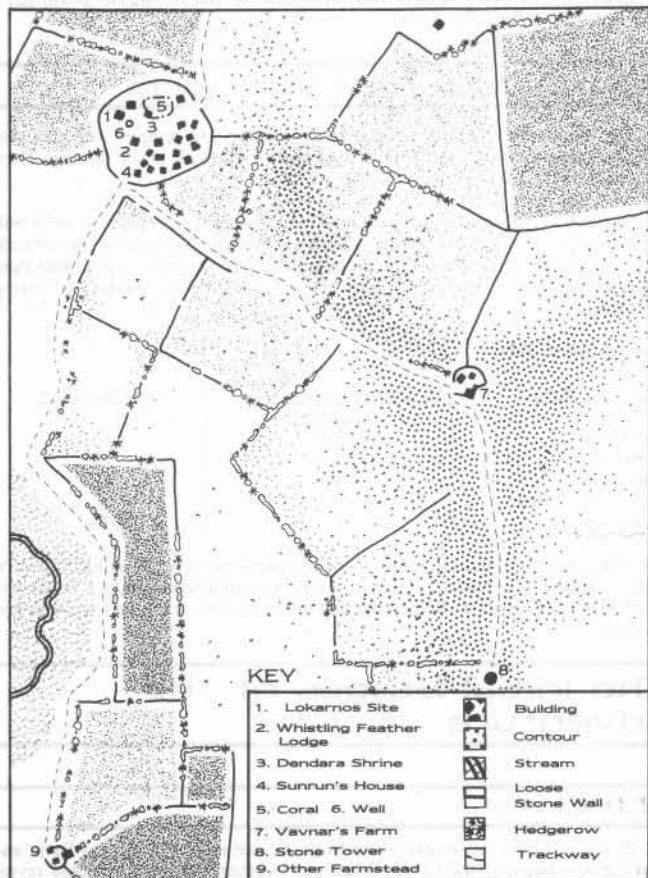 5
1
6
3
2
4
7
8
9
KEY
1. Lokarnos Site
2. Whistling Feather
Lodge
3. Dendara Shrine
4. Sunrun's House
5. Coral 6. Well
7. Vavnar's Farm
8. Stone Tower
9. Other Farmstead
Building
Contour
Stream
Loose
Stone Wall
Hedgerow
Trackway